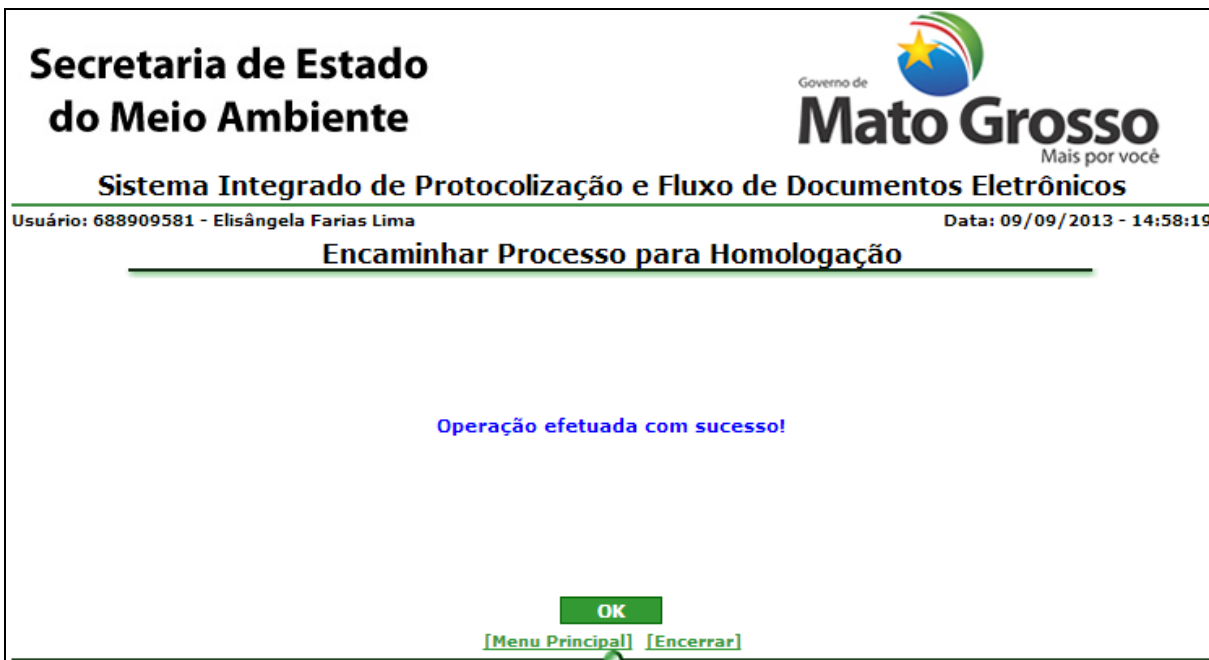 Secretaria de Estado
do Meio Ambiente
Governo de
Mato Grosso
Mais por você
Sistema Integrado de Protocolização e Fluxo de Documentos Eletrônicos
Usuário: 688909581 - Elisângela Farias Lima
Data: 09/09/2013 - 14:58:19
Encaminhar Processo para Homologação
Operação efetuada com sucesso!
OK
[Menu Principal] [Encerrar]